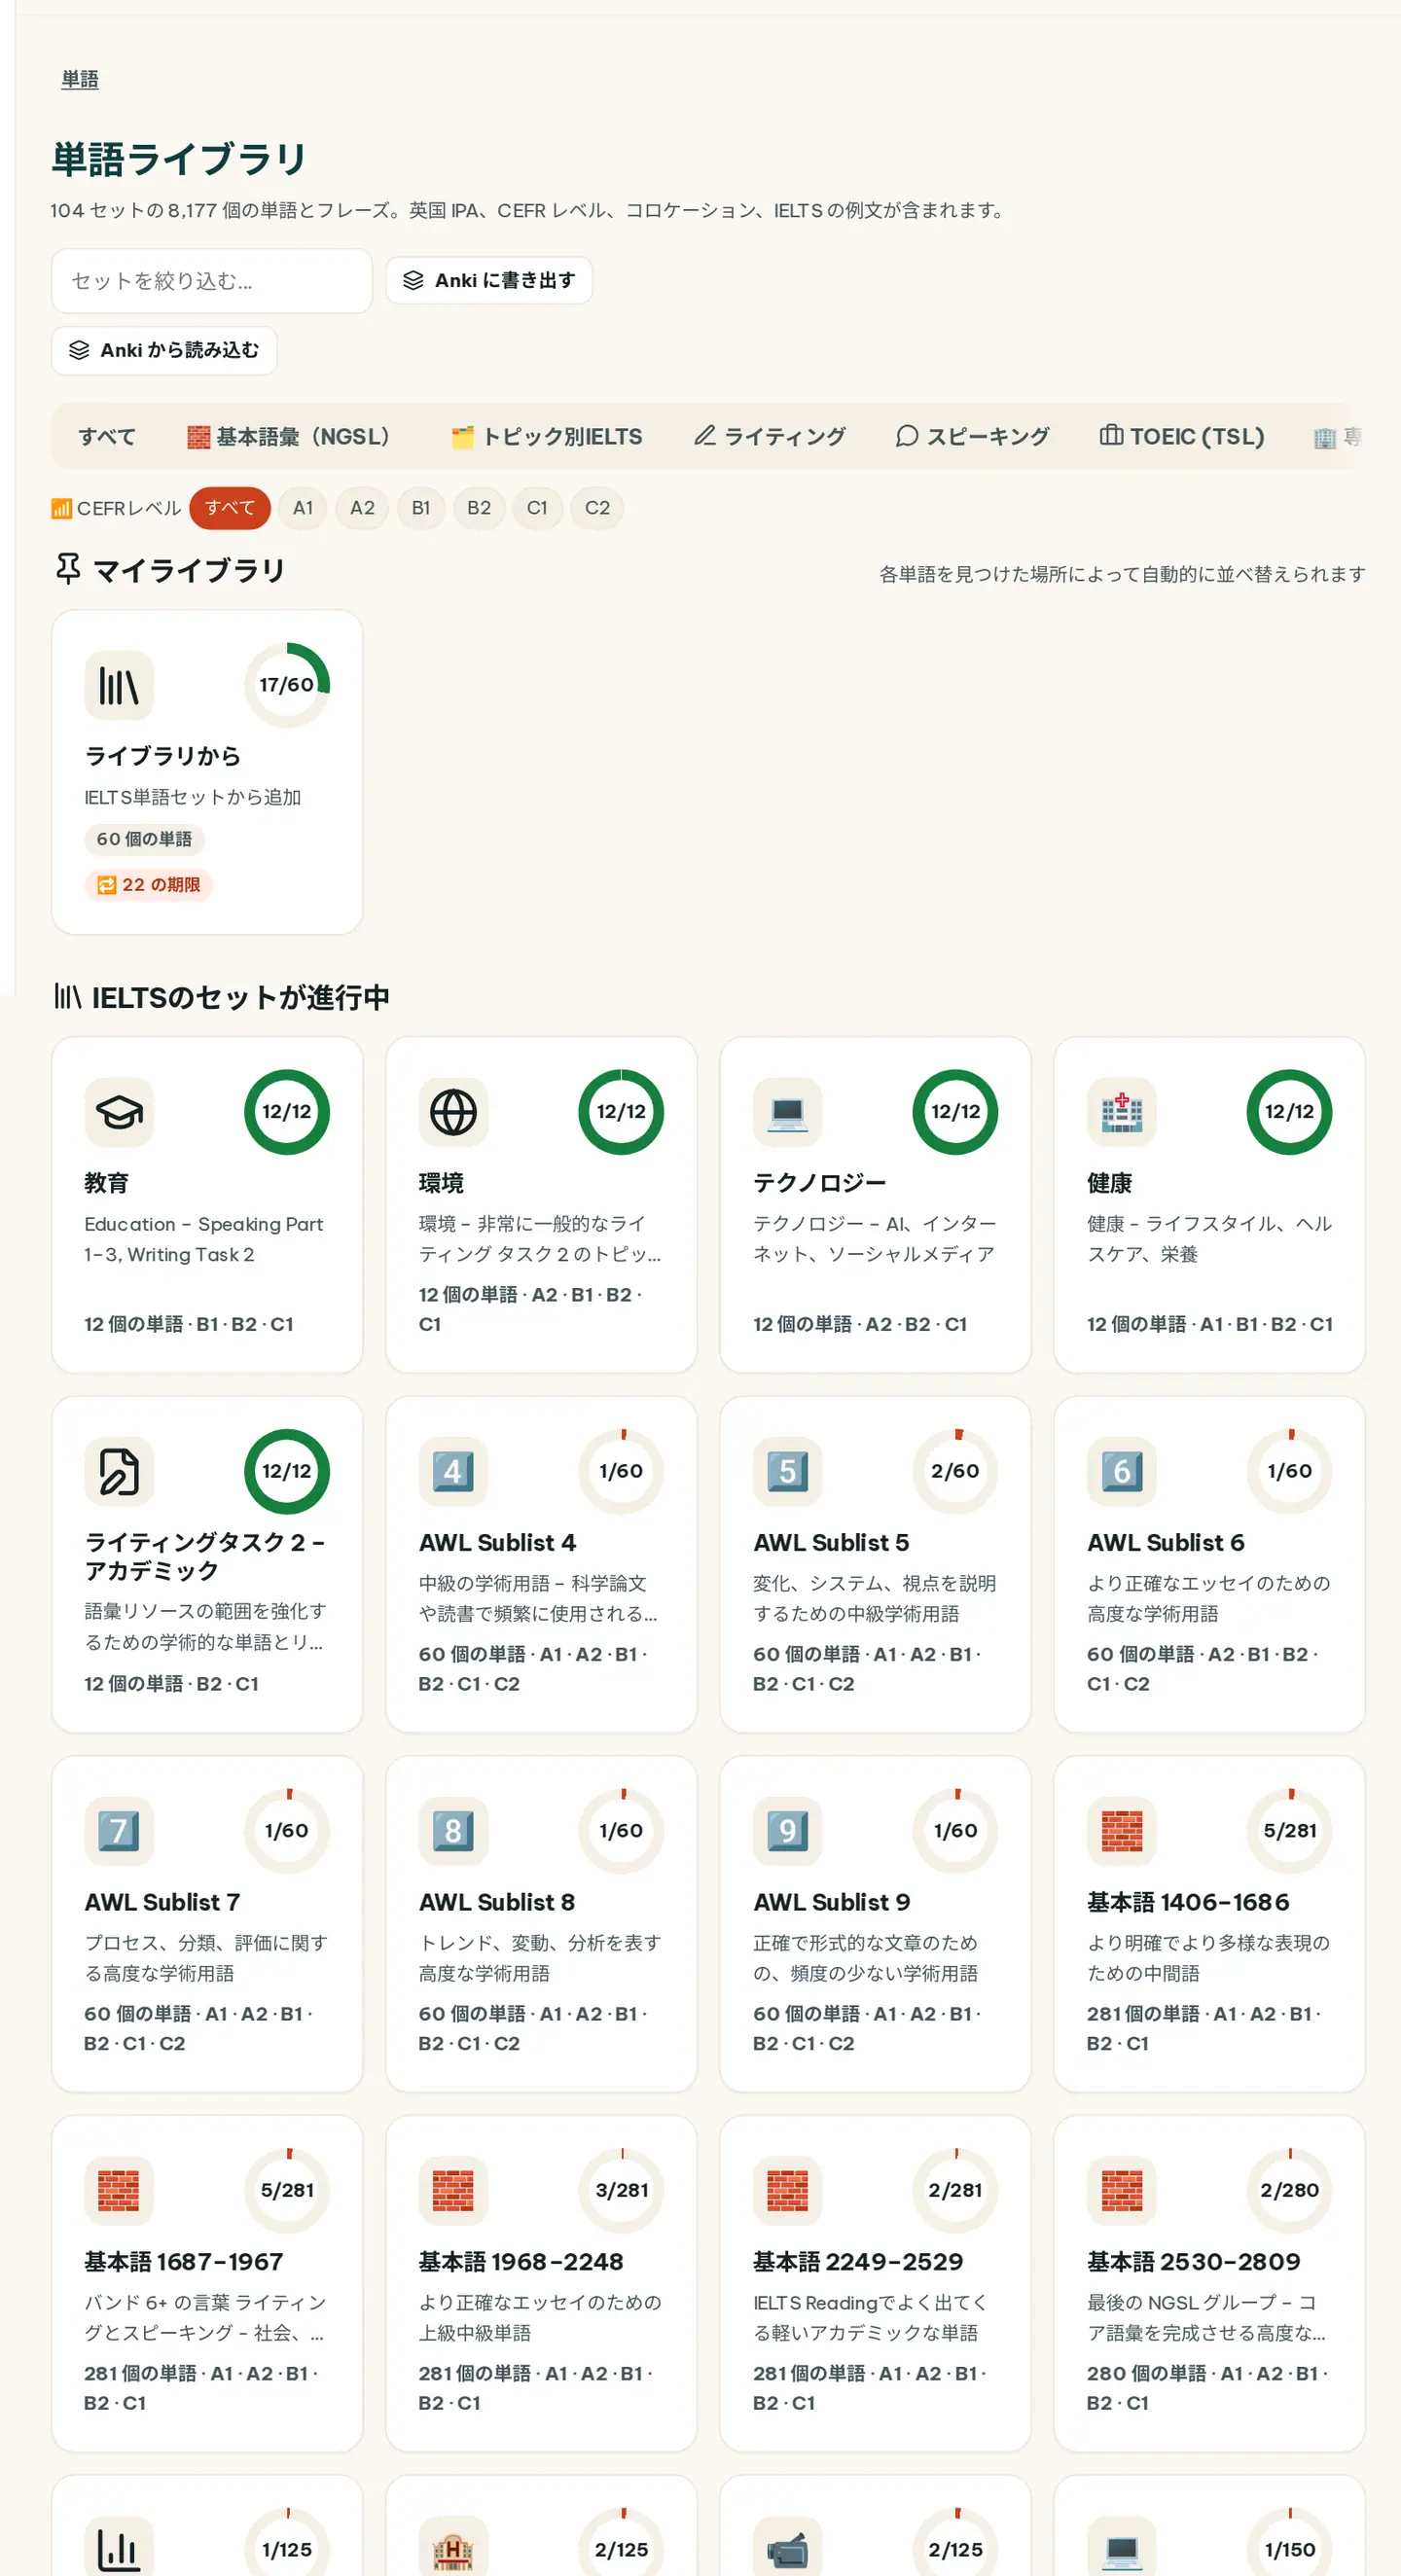 単語
単語ライブラリ
104 セットの 8,177 個の単語とフレーズ。英国 IPA、CEFR レベル、コロケーション、IELTS の例文が含まれます。
セットを絞り込む...
Anki に書き出す
Anki から読み込む
すべて
基本語彙（NGSL）
トピック別IELTS
ライティング
スピーキング
TOEIC (TSL)
専
CEFRレベル
すべて
A1
A2
B1
B2
C1
C2
マイライブラリ
各単語を見つけた場所によって自動的に並べ替えられます
17/60
ライブラリから
IELTS単語セットから追加
60 個の単語
22 の期限
IELTSのセットが進行中
12/12
教育
Education – Speaking Part
1–3, Writing Task 2
12 個の単語 · B1 · B2 · C1
12/12
環境
環境 – 非常に一般的なライ
ティング タスク 2 のトピッ...
12 個の単語 · A2 · B1 · B2 ·
C1
12/12
テクノロジー
テクノロジー – AI、インター
ネット、ソーシャルメディア
12 個の単語 · A2 · B2 · C1
12/12
健康
健康 - ライフスタイル、ヘル
スケア、栄養
12 個の単語 · A1 · B1 · B2 · C1
12/12
ライティングタスク 2 –
アカデミック
語彙リソースの範囲を強化す
るための学術的な単語とリ...
12 個の単語 · B2 · C1
4
1/60
AWL Sublist 4
中級の学術用語 – 科学論文
や読書で頻繁に使用される...
60 個の単語 · A1 · A2 · B1 ·
B2 · C1 · C2
5
2/60
AWL Sublist 5
変化、システム、視点を説明
するための中級学術用語
60 個の単語 · A1 · A2 · B1 ·
B2 · C1 · C2
6
1/60
AWL Sublist 6
より正確なエッセイのための
高度な学術用語
60 個の単語 · A2 · B1 · B2 ·
C1 · C2
7
1/60
AWL Sublist 7
プロセス、分類、評価に関す
る高度な学術用語
60 個の単語 · A1 · A2 · B1 ·
B2 · C1 · C2
8
1/60
AWL Sublist 8
トレンド、変動、分析を表す
高度な学術用語
60 個の単語 · A1 · A2 · B1 ·
B2 · C1 · C2
9
1/60
AWL Sublist 9
正確で形式的な文章のため
の、頻度の少ない学術用語
60 個の単語 · A1 · A2 · B1 ·
B2 · C1 · C2
5/281
基本語 1406–1686
より明確でより多様な表現の
ための中間語
281 個の単語 · A1 · A2 · B1 ·
B2 · C1
5/281
基本語 1687–1967
バンド 6+ の言葉 ライティン
グとスピーキング - 社会、...
281 個の単語 · A1 · A2 · B1 ·
B2 · C1
3/281
基本語 1968–2248
より正確なエッセイのための
上級中級単語
281 個の単語 · A1 · A2 · B1 ·
B2 · C1
2/281
基本語 2249–2529
IELTS Readingでよく出てく
る軽いアカデミックな単語
281 個の単語 · A1 · A2 · B1 ·
B2 · C1
2/280
基本語 2530–2809
最後の NGSL グループ – コ
ア語彙を完成させる高度な...
280 個の単語 · A1 · A2 · B1 ·
B2 · C1
1/125
2/125
2/125
1/150